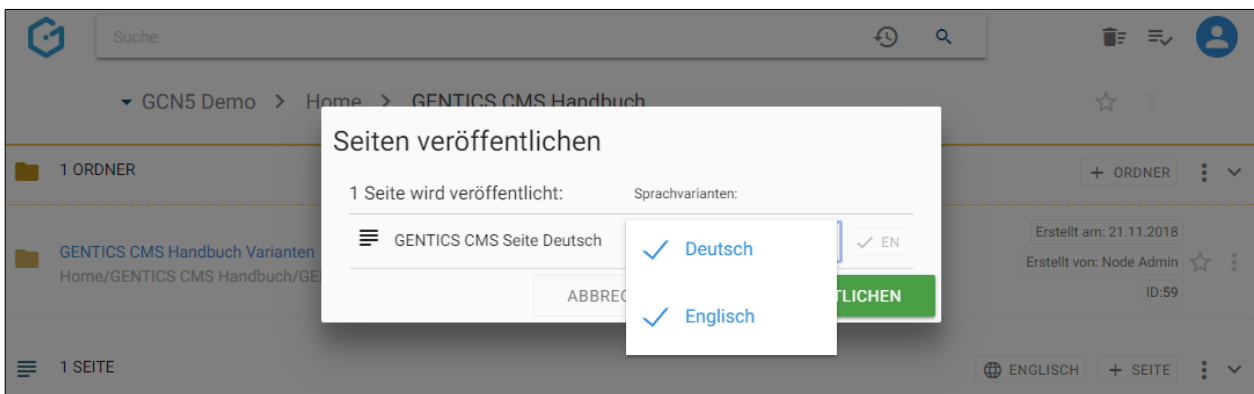 Suche
GCN5 Demo > Home > GENTICS CMS Handbuch
Seiten veröffentlichen
1 ORDNER
+ ORDNER
1 Seite wird veröffentlicht:
Sprachvarianten:
GENTICS CMS Seite Deutsch
Deutsch
EN
Englisch
GENTICS CMS Handbuch Varianten
Home/GENTICS CMS Handbuch/GE
Erstellt am: 21.11.2018
Erstellt von: Node Admin
ID:59
ABBREC
TLICHEN
1 SEITE
ENGLISCH
+ SEITE